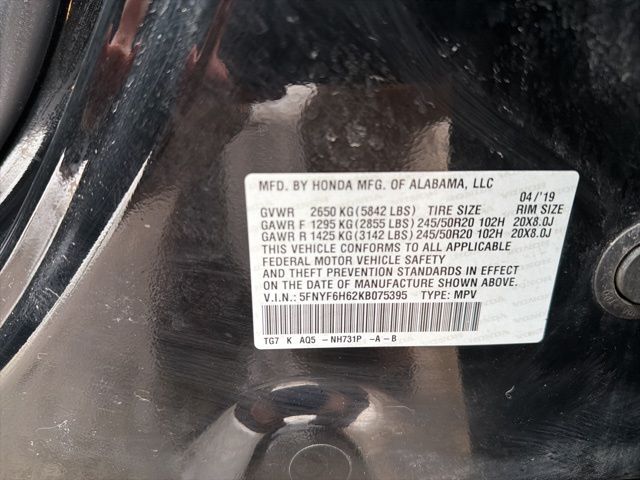 MFD. BY HONDA MFG. OF ALABAMA, LLC
04/'19
GVWR 2650 KG(5842 LBS) TIRE SIZE RIM SIZE
GAWR F 1295 KG(2855 LBS) 245/50R20 102H 20X8.0J
GAWR R 1425 KG(3142 LBS) 245/50R20 102H 20X8.0J
THIS VEHICLE CONFORMS TO ALL APPLICABLE
FEDERAL MOTOR VEHICLE SAFETY
AND THEFT PREVENTION STANDARDS IN EFFECT
ON THE DATE OF MANUFACTURE SHOWN ABOVE.
V.I.N.: 5FNYF6H62KB075395 TYPE: MPV
TG7 K AQ5 -NH731P -A-B